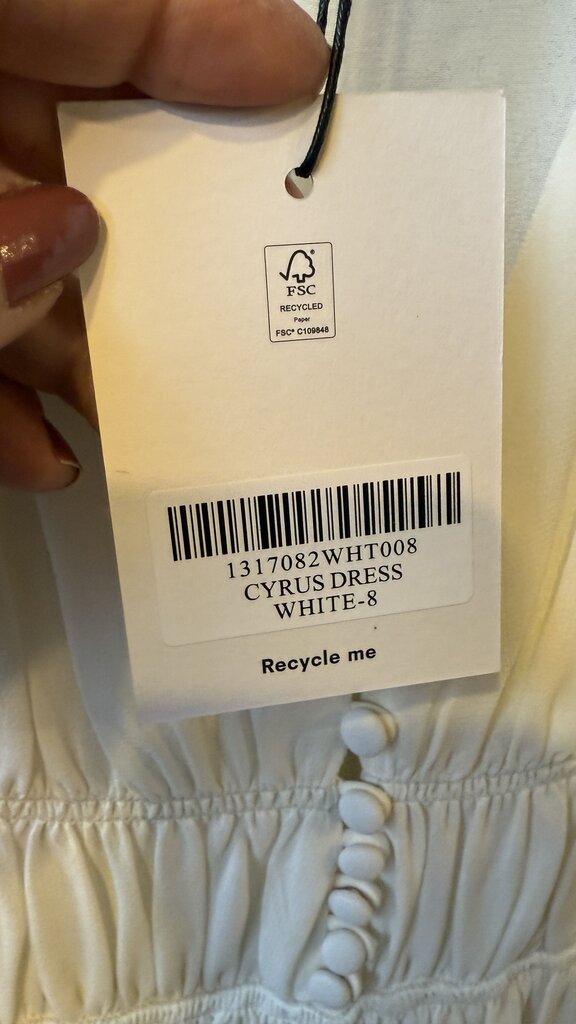 FSC
RECYCLED
Paper
FSC® C109848
1317082WHT008
CYRUS DRESS
WHITE-8
Recycle me